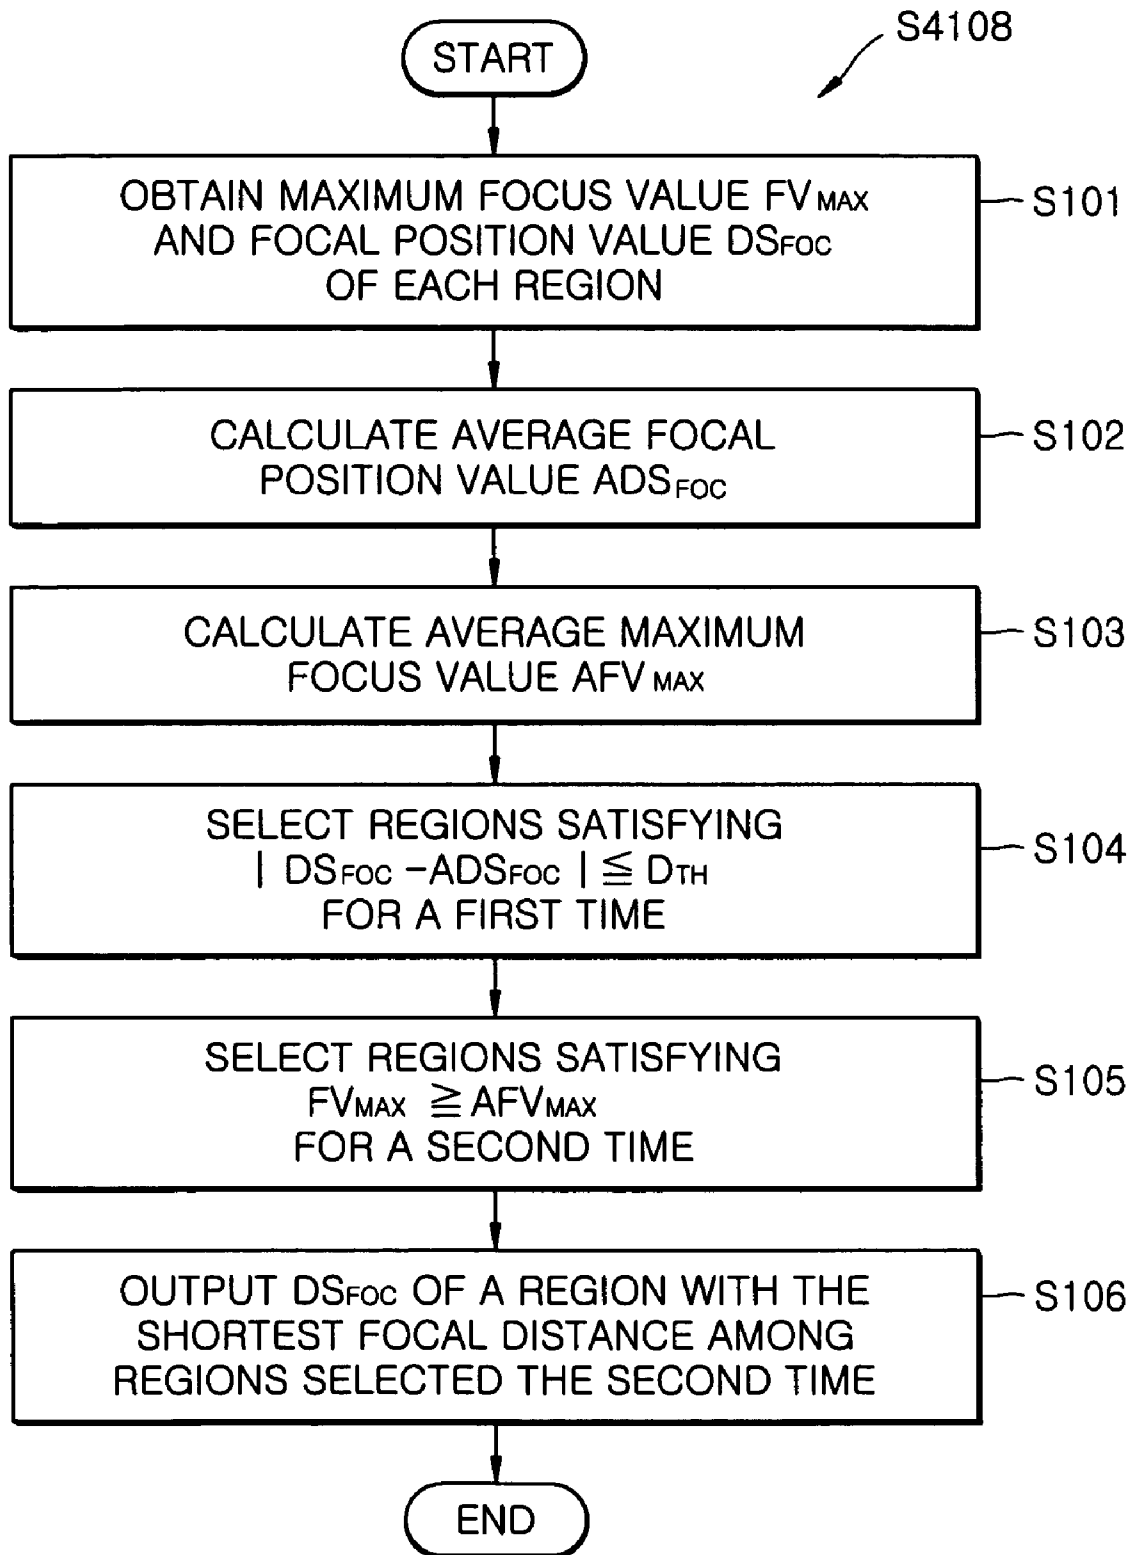 S4108
START
OBTAIN MAXIMUM FOCUS VALUE FVMAX
AND FOCAL POSITION VALUE DSFOC
OF EACH REGION
S101
CALCULATE AVERAGE FOCAL
POSITION VALUE ADSFOC
S102
CALCULATE AVERAGE MAXIMUM
FOCUS VALUE AFVMAX
S103
SELECT REGIONS SATISFYING
| DSFOC -ADSFOC | ≦ DTH
FOR A FIRST TIME
S104
SELECT REGIONS SATISFYING
FVMAX ≧ AFVMAX
FOR A SECOND TIME
S105
OUTPUT DSFOC OF A REGION WITH THE
SHORTEST FOCAL DISTANCE AMONG
REGIONS SELECTED THE SECOND TIME
S106
END